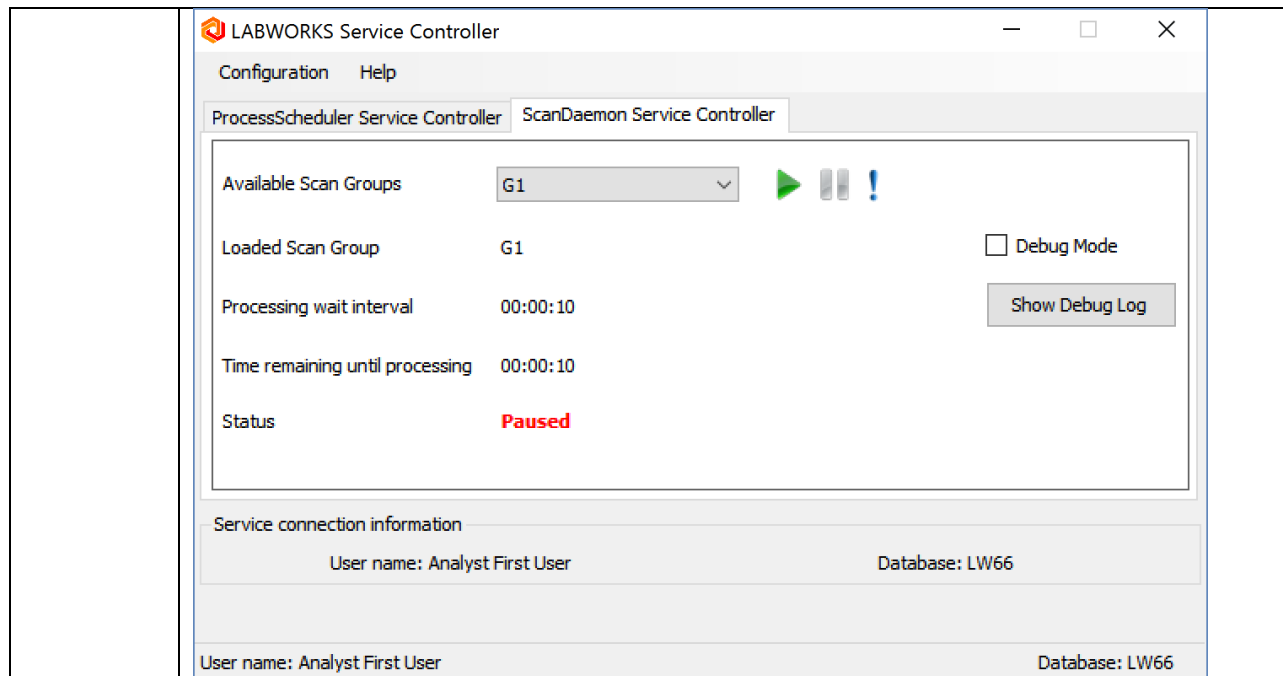 LABWORKS Service Controller
Configuration Help
ProcessScheduler Service Controller ScanDaemon Service Controller
Available Scan Groups G1
Loaded Scan Group G1 Debug Mode
Processing wait interval 00:00:10 Show Debug Log
Time remaining until processing 00:00:10
Status Paused
Service connection information
User name: Analyst First User Database: LW66
User name: Analyst First User Database: LW66